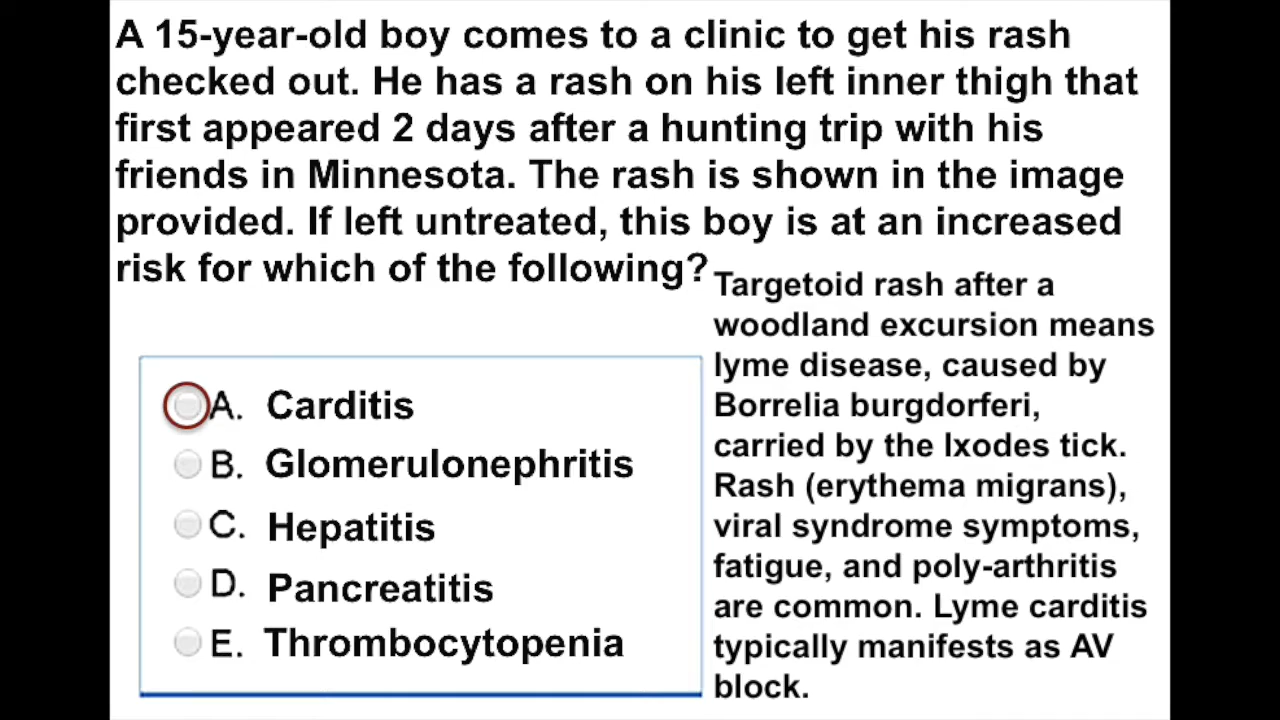 A 15-year-old boy comes to a clinic to get his rash
checked out. He has a rash on his left inner thigh that
first appeared 2 days after a hunting trip with his
friends in Minnesota. The rash is shown in the image
provided. If left untreated, this boy is at an increased
risk for which of the following?
A. Carditis
B. Glomerulonephritis
C. Hepatitis
D. Pancreatitis
E. Thrombocytopenia
Targetoid rash after a
woodland excursion means
lyme disease, caused by
Borrelia burgdorferi,
carried by the Ixodes tick.
Rash (erythema migrans),
viral syndrome symptoms,
fatigue, and poly-arthritis
are common. Lyme carditis
typically manifests as AV
block.